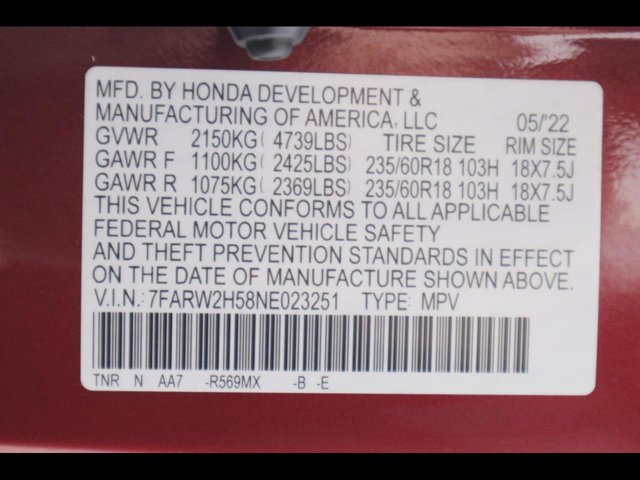 MFD. BY HONDA DEVELOPMENT &
MANUFACTURING OF AMERICA, LLC 05/'22
GVWR 2150KG( 4739LBS) TIRE SIZE RIM SIZE
GAWR F 1100KG( 2425LBS) 235/60R18 103H 18X7.5J
GAWR R 1075KG( 2369LBS) 235/60R18 103H 18X7.5J
THIS VEHICLE CONFORMS TO ALL APPLICABLE
FEDERAL MOTOR VEHICLE SAFETY
AND THEFT PREVENTION STANDARDS IN EFFECT
ON THE DATE OF MANUFACTURE SHOWN ABOVE.
V.I.N.: 7FARW2H58NE023251 TYPE: MPV
TNR N AA7 -R569MX -B -E